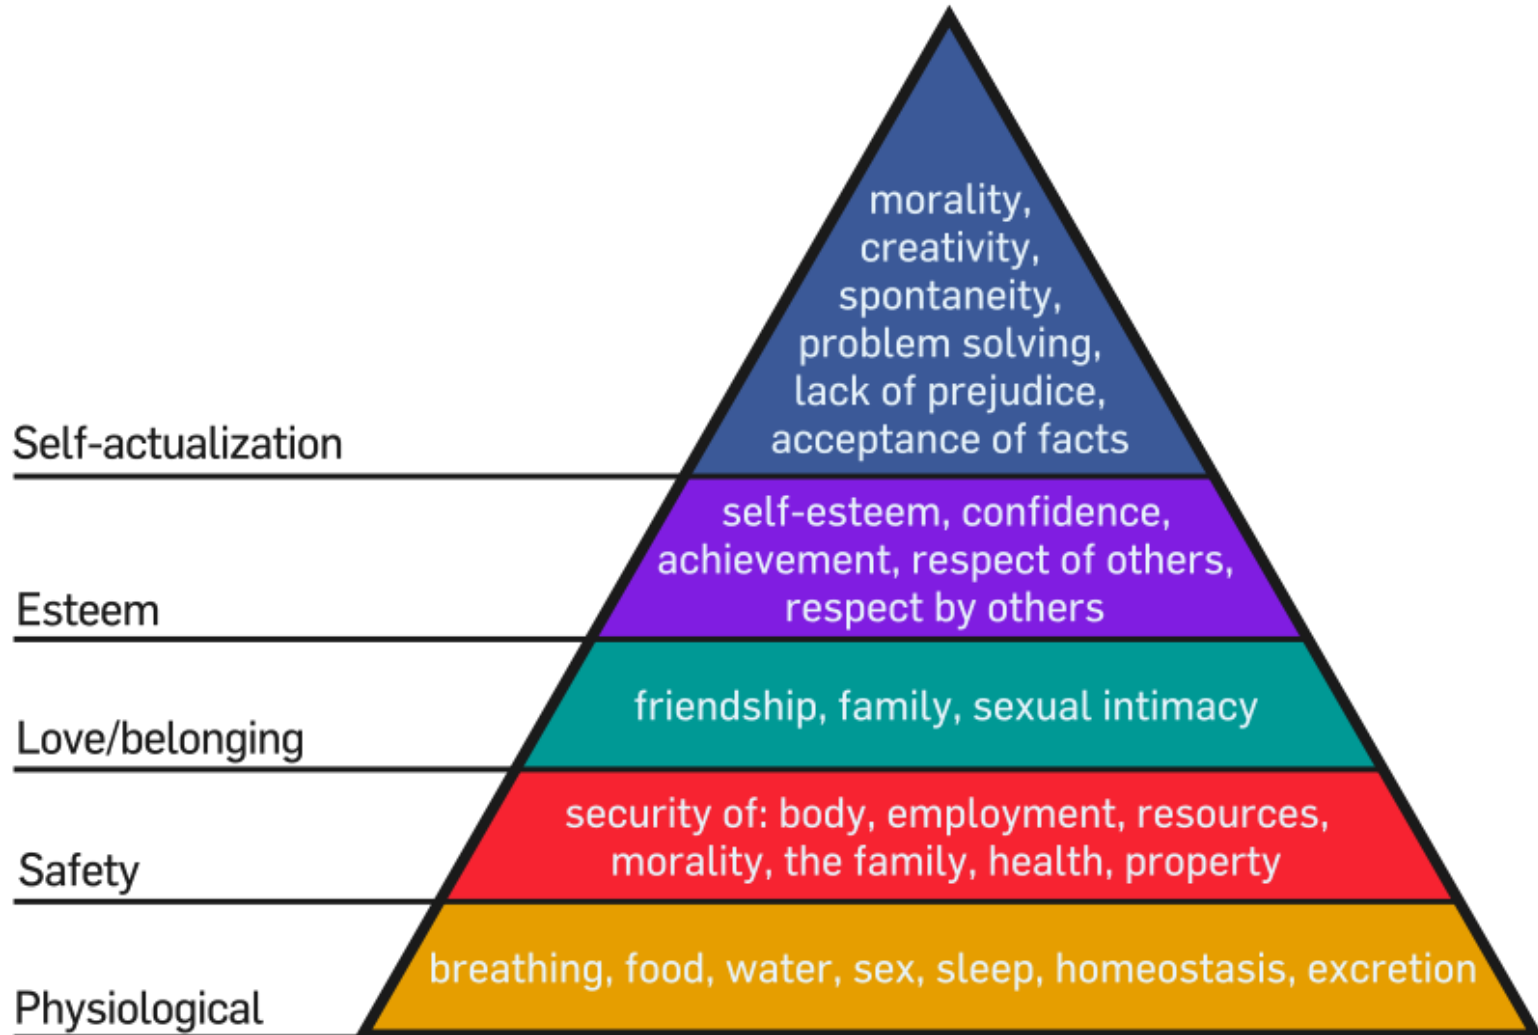 morality,
creativity,
spontaneity,
problem solving,
lack of prejudice,
acceptance of facts
Self-actualization
self-esteem, confidence,
achievement, respect of others,
respect by others
Esteem
friendship, family, sexual intimacy
Love/belonging
security of: body, employment, resources,
morality, the family, health, property
Safety
breathing, food, water, sex, sleep, homeostasis, excretion
Physiological